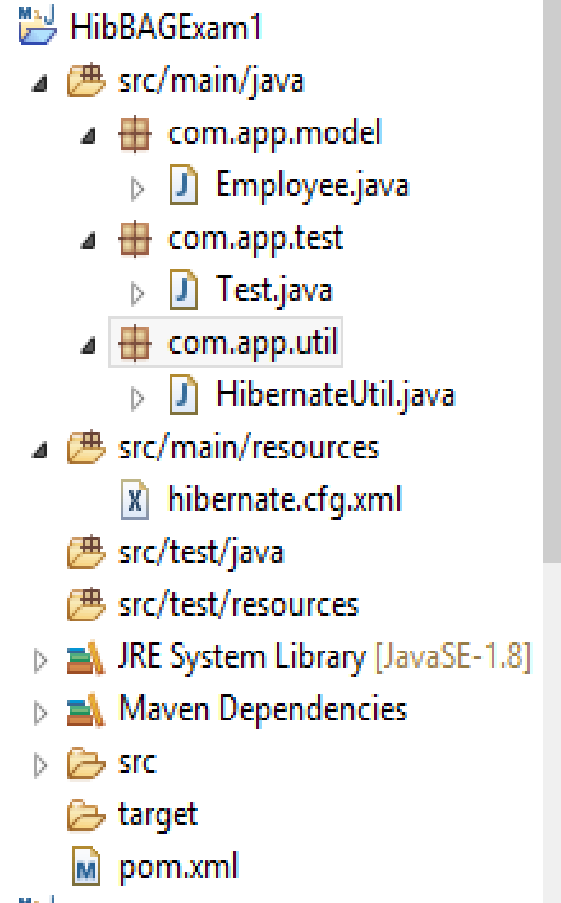 HibBAGExam1
src/main/java
com.app.model
Employee.java
com.app.test
Test.java
com.app.util
HibernateUtil.java
src/main/resources
hibernate.cfg.xml
src/test/java
src/test/resources
JRE System Library [JavaSE-1.8]
Maven Dependencies
src
target
pom.xml